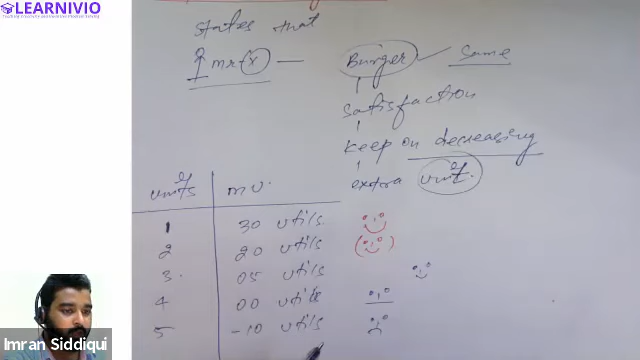 LEARNIVIO
states that
mr (x) — Burger ✓ same
satisfaction
keep on decreasing
extra unit.
units MU.
1 30 utils
2 20 utils
3. 05 utils
4 00 utils
5 -10 utils
Imran Siddiqui